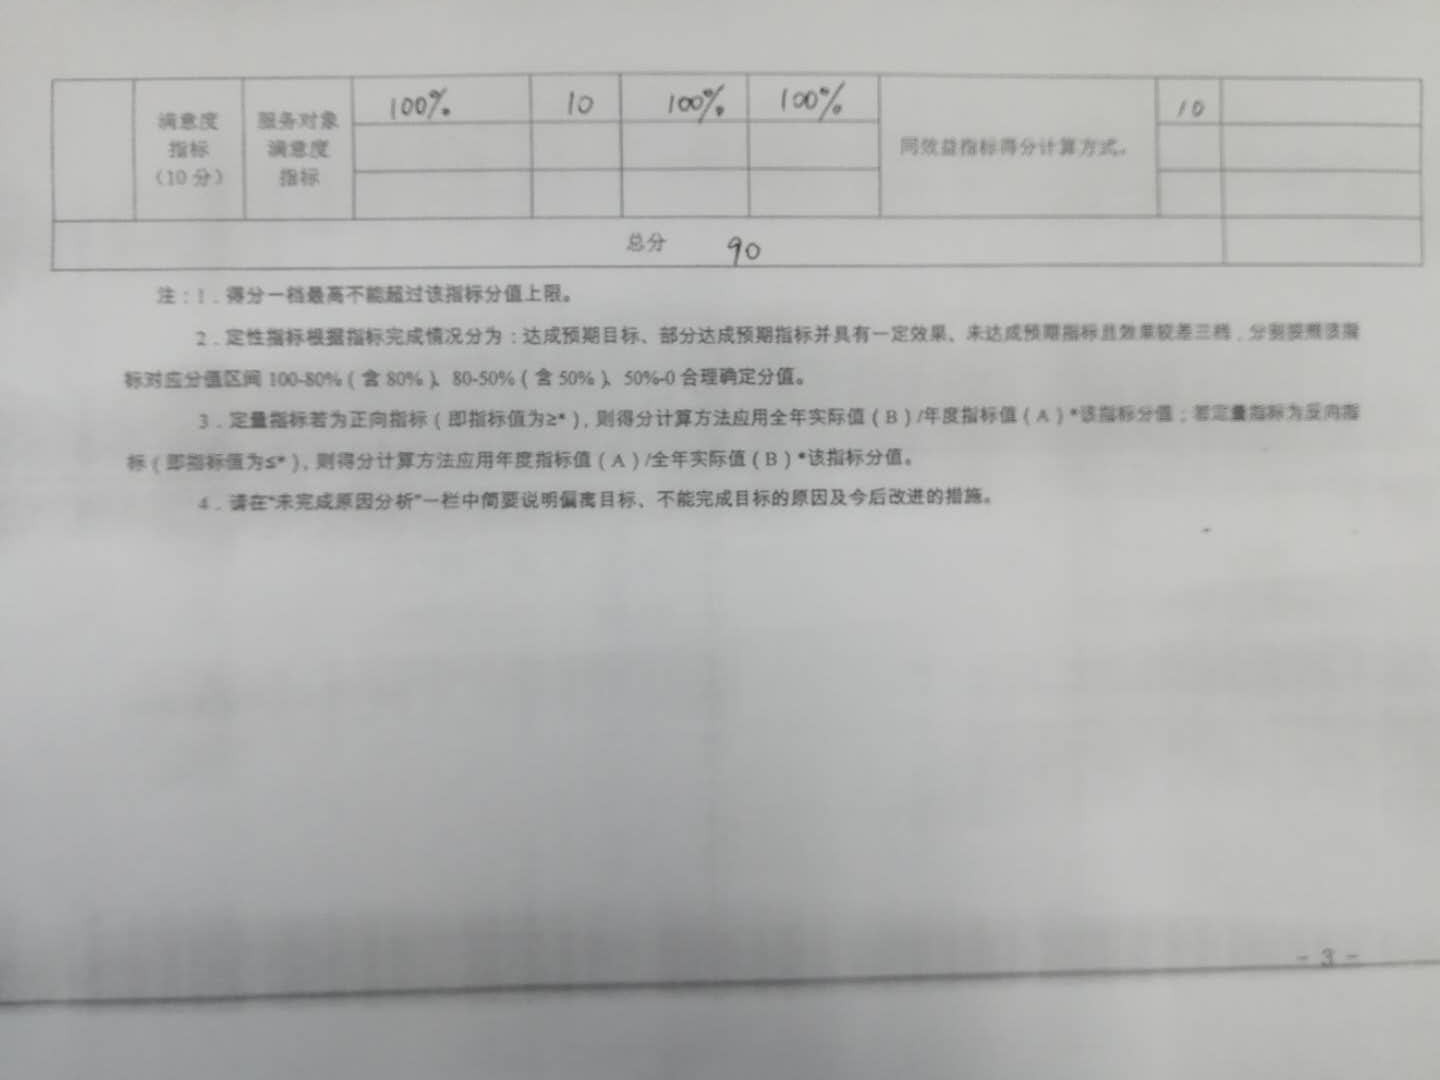 满意度
指标
（10 分）
服务对象
满意度
指标
100% 10 100% 100%
同效益指标得分计算方式。
10
总分 90
注：1．得分一档最高不能超过该指标分值上限。
2．定性指标根据指标完成情况分为：达成预期目标、部分达成预期指标并具有一定效果、未达成预期指标且效果较差三档，分别按照该指
标对应分值区间 100-80%（含 80%）、80-50%（含 50%）、50%-0 合理确定分值。
3．定量指标若为正向指标（即指标值为≥*），则得分计算方法应用全年实际值（B）/年度指标值（A）*该指标分值；若定量指标为反向指
标（即指标值为≤*），则得分计算方法应用年度指标值（A）/全年实际值（B）*该指标分值。
4．请在“未完成原因分析”一栏中简要说明偏离目标、不能完成目标的原因及今后改进的措施。
- 3 -